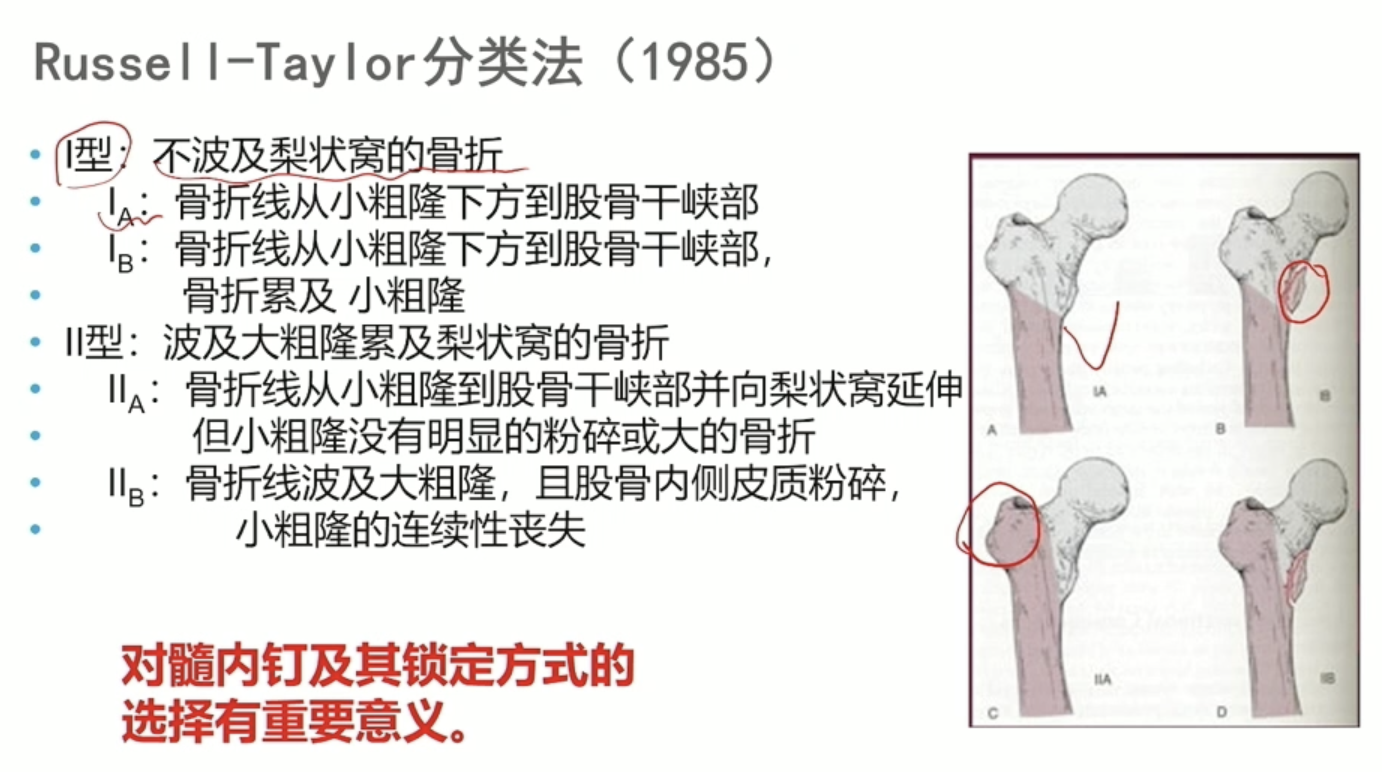 Russell-Taylor分类法（1985）
• I型：不波及梨状窝的骨折
• IA：骨折线从小粗隆下方到股骨干峡部
• IB：骨折线从小粗隆下方到股骨干峡部，
• 骨折累及 小粗隆
• II型：波及大粗隆累及梨状窝的骨折
• IIA：骨折线从小粗隆到股骨干峡部并向梨状窝延伸
• 但小粗隆没有明显的粉碎或大的骨折
• IIB：骨折线波及大粗隆，且股骨内侧皮质粉碎，
• 小粗隆的连续性丧失
对髓内钉及其锁定方式的
选择有重要意义。
IA
IB
A
B
IIA
IIB
C
D